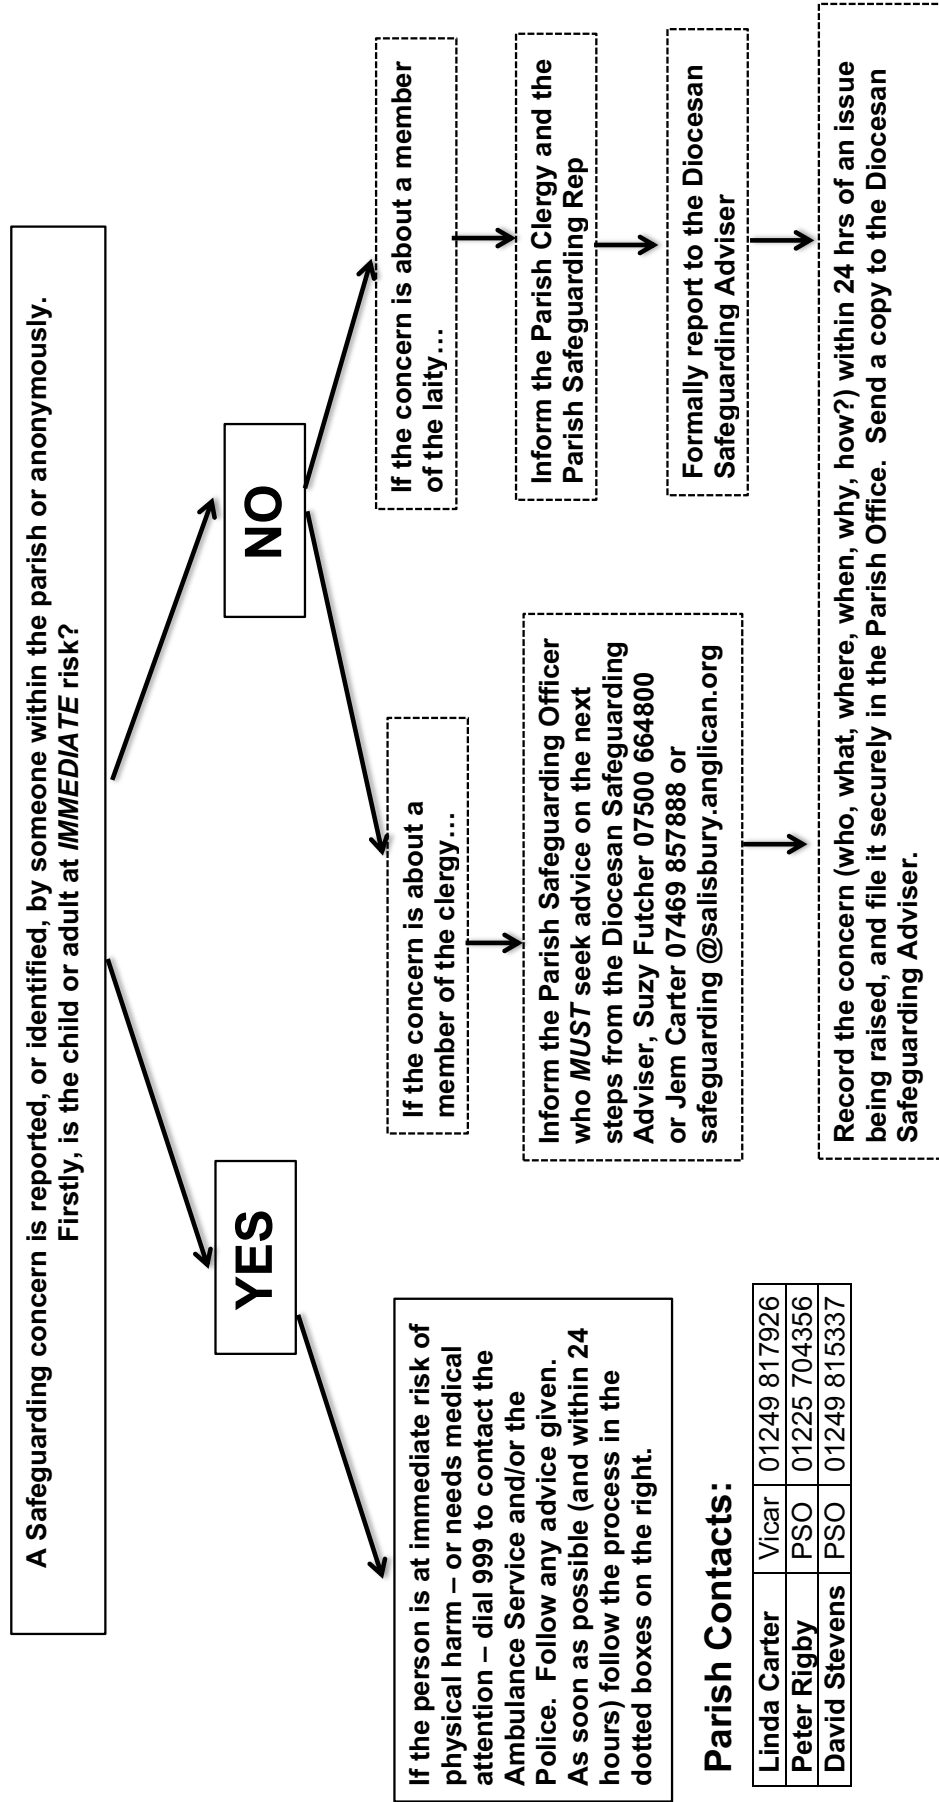 A Safeguarding concern is reported, or identified, by someone within the parish or anonymously.
Firstly, is the child or adult at IMMEDIATE risk?
YES
NO
If the person is at immediate risk of
physical harm – or needs medical
attention – dial 999 to contact the
Ambulance Service and/or the
Police.  Follow any advice given.
As soon as possible (and within 24
hours) follow the process in the
dotted boxes on the right.
If the concern is about a
member of the clergy…
Inform the Parish Safeguarding Officer
who MUST seek advice on the next
steps from the Diocesan Safeguarding
Adviser, Suzy Futcher 07500 664800
or Jem Carter 07469 857888 or
safeguarding @salisbury.anglican.org
If the concern is about a member
of the laity…
Inform the Parish Clergy and the
Parish Safeguarding Rep
Formally report to the Diocesan
Safeguarding Adviser
Record the concern (who, what, where, when, why, how?) within 24 hrs of an issue
being raised, and file it securely in the Parish Office.  Send a copy to the Diocesan
Safeguarding Adviser.
Parish Contacts:
Linda Carter Vicar 01249 817926
Peter Rigby PSO 01225 704356
David Stevens PSO 01249 815337